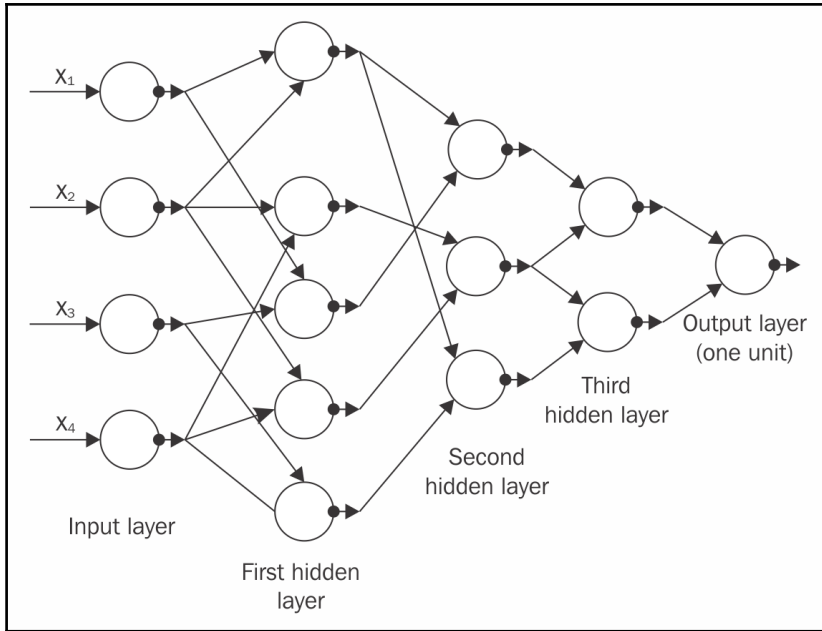 X₁
X₂
X₃
X₄
Input layer
First hidden
layer
Second
hidden layer
Third
hidden layer
Output layer
(one unit)